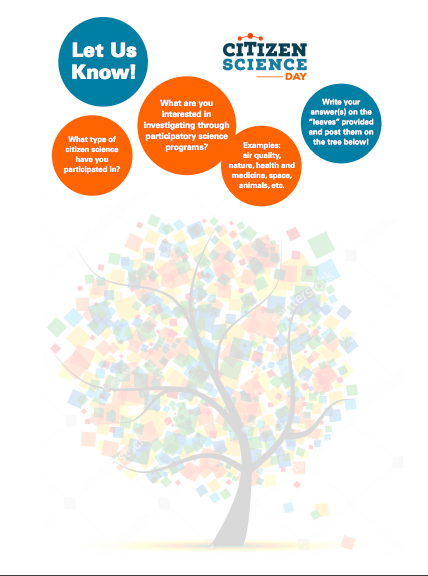 Let Us
Know!
CITIZEN
SCIENCE
DAY
What are you
interested in
investigating through
participatory science
programs?
What type of
citizen science
have you
participated in?
Examples:
air quality,
nature, health and
medicine, space,
animals, etc.
Write your
answer(s) on the
"leaves" provided
and post them on
the tree below!